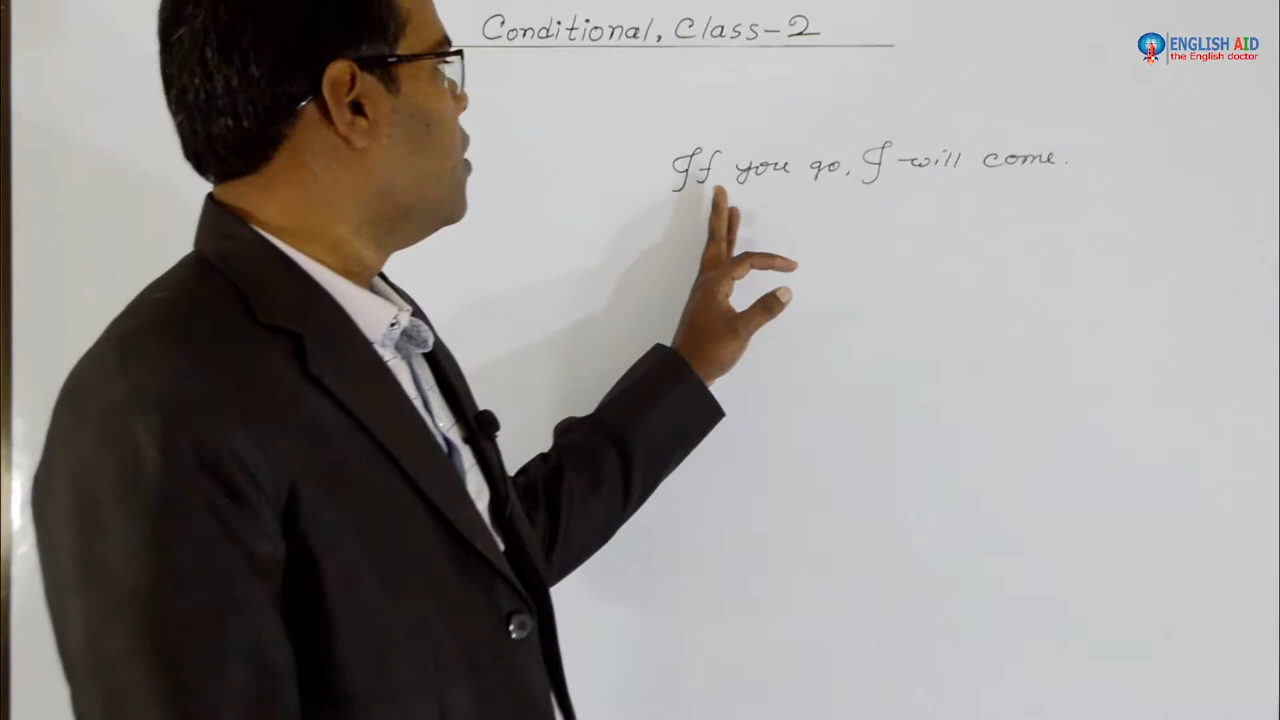 Conditional, Class-2
ENGLISH AID
the English doctor
If you go, I will come.